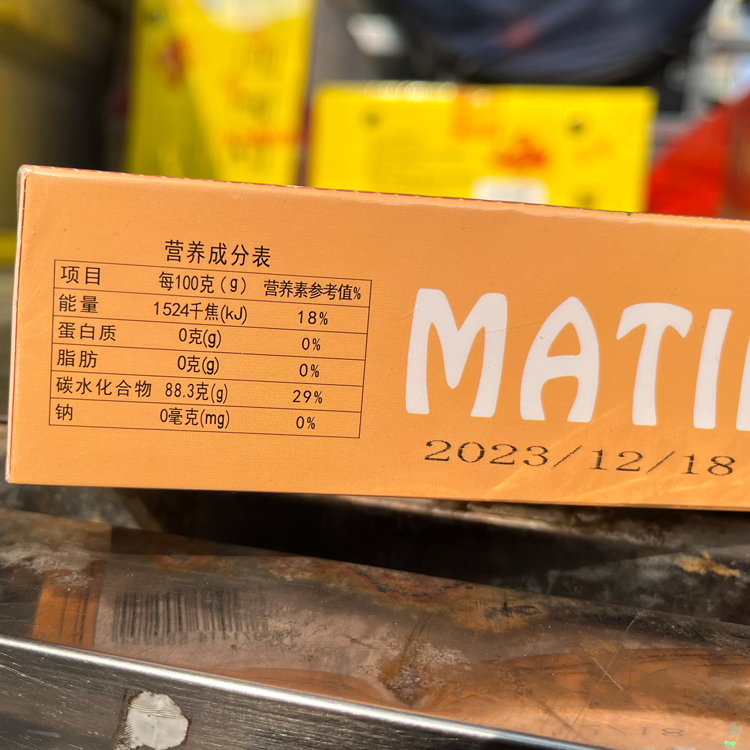 营养成分表
项目 每100克(g) 营养素参考值%
能量 1524千焦(kJ) 18%
蛋白质 0克(g) 0%
脂肪 0克(g) 0%
碳水化合物 88.3克(g) 29%
钠 0毫克(mg) 0%
MATI
2023/12/18